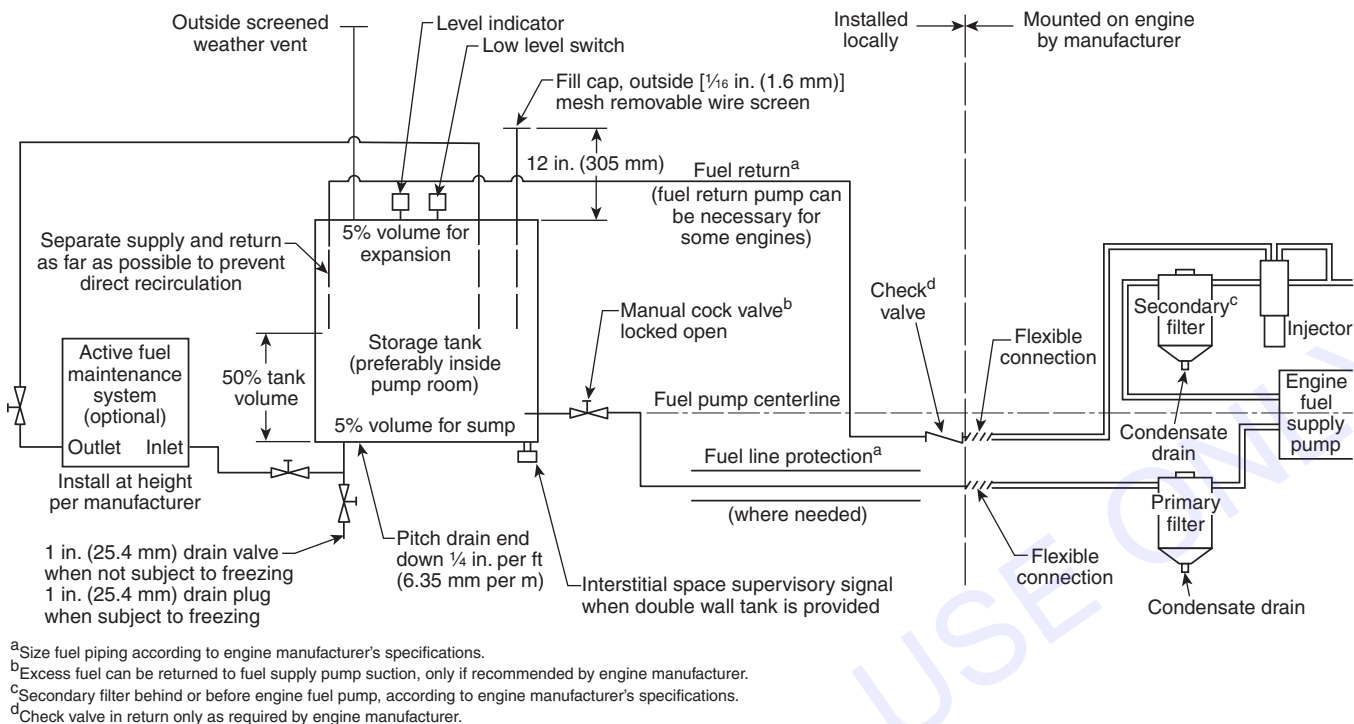 Outside screened
weather vent
Level indicator
Low level switch
Installed
locally
Mounted on engine
by manufacturer
Fill cap, outside [1⁄16 in. (1.6 mm)]
mesh removable wire screen
12 in. (305 mm)
Fuel returnᵃ
(fuel return pump can
be necessary for
some engines)
5% volume for
expansion
Separate supply and return
as far as possible to prevent
direct recirculation
Manual cock valveᵇ
locked open
Checkᵈ
valve
Flexible
connection
Secondaryᶜ
filter
Injector
Active fuel
maintenance
system
(optional)
Outlet
Inlet
50% tank
volume
Storage tank
(preferably inside
pump room)
5% volume for sump
Fuel pump centerline
Engine
fuel
supply
pump
Condensate
drain
Install at height
per manufacturer
Fuel line protectionᵃ
(where needed)
Primary
filter
1 in. (25.4 mm) drain valve
when not subject to freezing
1 in. (25.4 mm) drain plug
when subject to freezing
Pitch drain end
down ¼ in. per ft
(6.35 mm per m)
Interstitial space supervisory signal
when double wall tank is provided
Flexible
connection
Condensate drain
ᵃSize fuel piping according to engine manufacturer's specifications.
ᵇExcess fuel can be returned to fuel supply pump suction, only if recommended by engine manufacturer.
ᶜSecondary filter behind or before engine fuel pump, according to engine manufacturer's specifications.
ᵈCheck valve in return only as required by engine manufacturer.
USE ONLY